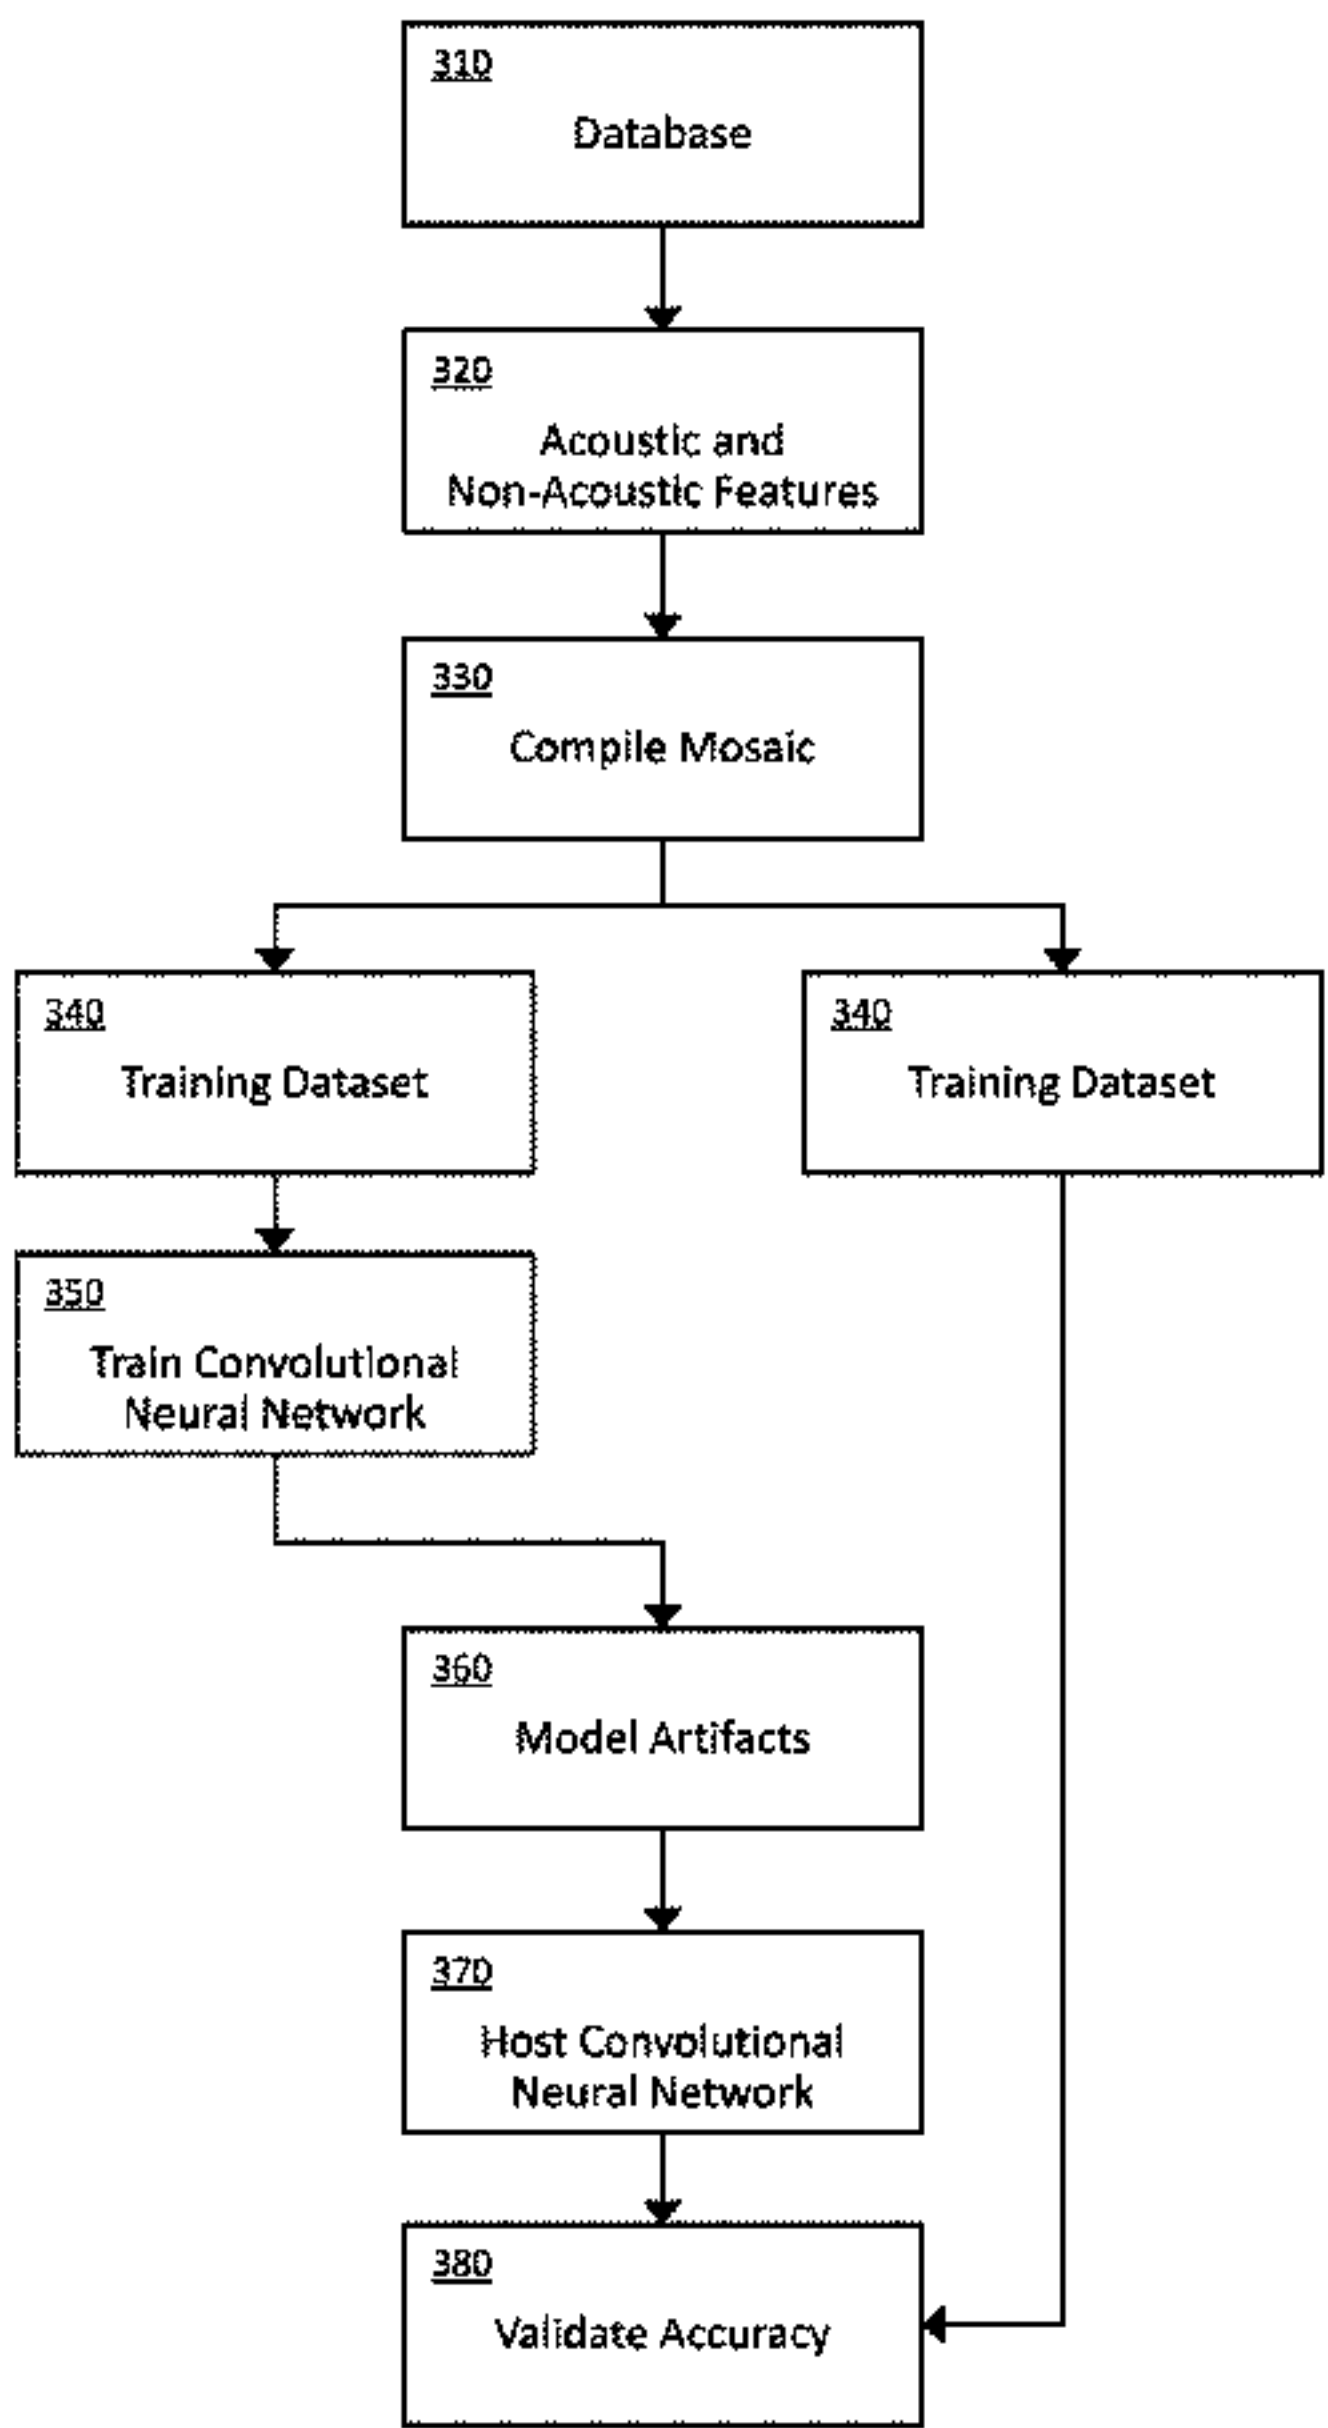 310
Database
320
Acoustic and
Non-Acoustic Features
330
Compile Mosaic
340
Training Dataset
340
Training Dataset
350
Train Convolutional
Neural Network
360
Model Artifacts
370
Host Convolutional
Neural Network
380
Validate Accuracy